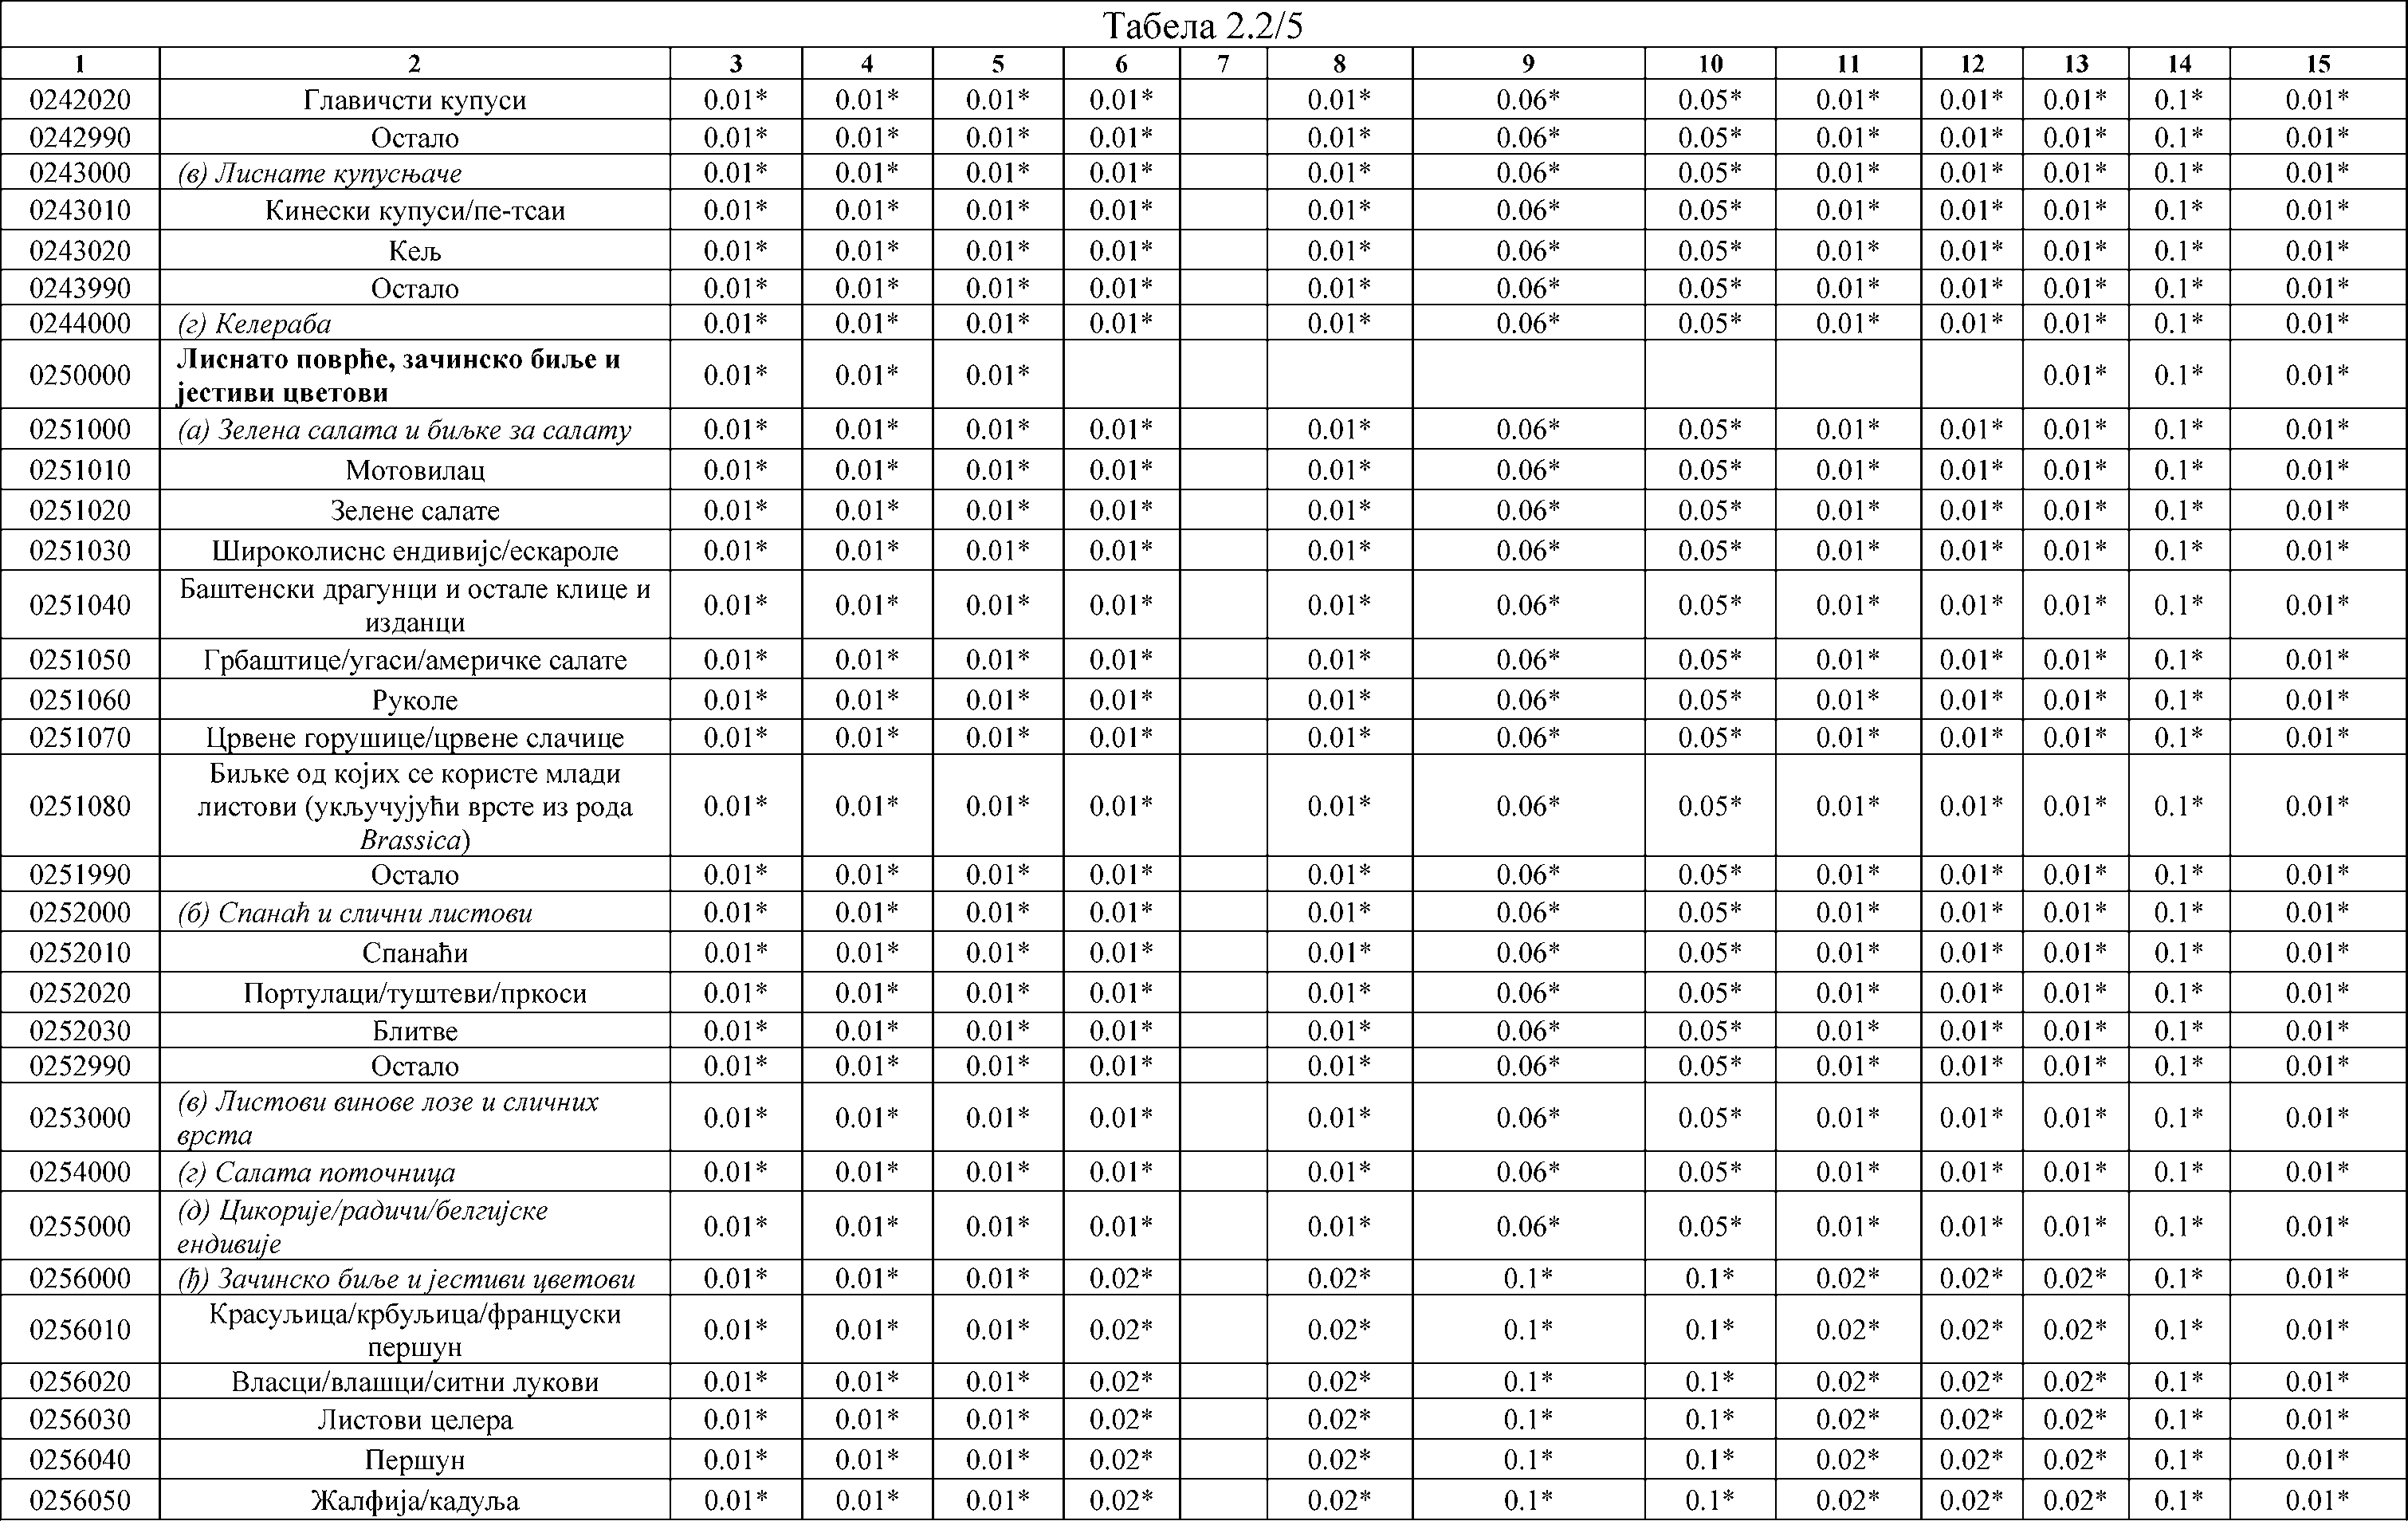 Табела 2.2/5
1 2 3 4 5 6 7 8 9 10 11 12 13 14 15
0242020 Главичсти купуси 0.01* 0.01* 0.01* 0.01* 0.01* 0.06* 0.05* 0.01* 0.01* 0.01* 0.1* 0.01*
0242990 Остало 0.01* 0.01* 0.01* 0.01* 0.01* 0.06* 0.05* 0.01* 0.01* 0.01* 0.1* 0.01*
0243000 (в) Лиснате купусњаче 0.01* 0.01* 0.01* 0.01* 0.01* 0.06* 0.05* 0.01* 0.01* 0.01* 0.1* 0.01*
0243010 Кинески купуси/пе-тсаи 0.01* 0.01* 0.01* 0.01* 0.01* 0.06* 0.05* 0.01* 0.01* 0.01* 0.1* 0.01*
0243020 Кељ 0.01* 0.01* 0.01* 0.01* 0.01* 0.06* 0.05* 0.01* 0.01* 0.01* 0.1* 0.01*
0243990 Остало 0.01* 0.01* 0.01* 0.01* 0.01* 0.06* 0.05* 0.01* 0.01* 0.01* 0.1* 0.01*
0244000 (г) Келераба 0.01* 0.01* 0.01* 0.01* 0.01* 0.06* 0.05* 0.01* 0.01* 0.01* 0.1* 0.01*
0250000 Лиснато поврће, зачинско биље и
јестиви цветови 0.01* 0.01* 0.01* 0.01* 0.1* 0.01*
0251000 (а) Зелена салата и биљке за салату 0.01* 0.01* 0.01* 0.01* 0.01* 0.06* 0.05* 0.01* 0.01* 0.01* 0.1* 0.01*
0251010 Мотовилац 0.01* 0.01* 0.01* 0.01* 0.01* 0.06* 0.05* 0.01* 0.01* 0.01* 0.1* 0.01*
0251020 Зелене салате 0.01* 0.01* 0.01* 0.01* 0.01* 0.06* 0.05* 0.01* 0.01* 0.01* 0.1* 0.01*
0251030 Широколиснс ендивијс/ескароле 0.01* 0.01* 0.01* 0.01* 0.01* 0.06* 0.05* 0.01* 0.01* 0.01* 0.1* 0.01*
0251040 Баштенски драгунци и остале клице и
изданци 0.01* 0.01* 0.01* 0.01* 0.01* 0.06* 0.05* 0.01* 0.01* 0.01* 0.1* 0.01*
0251050 Грбаштице/угаси/америчке салате 0.01* 0.01* 0.01* 0.01* 0.01* 0.06* 0.05* 0.01* 0.01* 0.01* 0.1* 0.01*
0251060 Руколе 0.01* 0.01* 0.01* 0.01* 0.01* 0.06* 0.05* 0.01* 0.01* 0.01* 0.1* 0.01*
0251070 Црвене горушице/црвене слачице 0.01* 0.01* 0.01* 0.01* 0.01* 0.06* 0.05* 0.01* 0.01* 0.01* 0.1* 0.01*
0251080 Биљке од којих се користе млади
листови (укључујући врсте из рода
Brassica) 0.01* 0.01* 0.01* 0.01* 0.01* 0.06* 0.05* 0.01* 0.01* 0.01* 0.1* 0.01*
0251990 Остало 0.01* 0.01* 0.01* 0.01* 0.01* 0.06* 0.05* 0.01* 0.01* 0.01* 0.1* 0.01*
0252000 (б) Спанаћ и слични листови 0.01* 0.01* 0.01* 0.01* 0.01* 0.06* 0.05* 0.01* 0.01* 0.01* 0.1* 0.01*
0252010 Спанаћи 0.01* 0.01* 0.01* 0.01* 0.01* 0.06* 0.05* 0.01* 0.01* 0.01* 0.1* 0.01*
0252020 Портулаци/туштеви/пркоси 0.01* 0.01* 0.01* 0.01* 0.01* 0.06* 0.05* 0.01* 0.01* 0.01* 0.1* 0.01*
0252030 Блитве 0.01* 0.01* 0.01* 0.01* 0.01* 0.06* 0.05* 0.01* 0.01* 0.01* 0.1* 0.01*
0252990 Остало 0.01* 0.01* 0.01* 0.01* 0.01* 0.06* 0.05* 0.01* 0.01* 0.01* 0.1* 0.01*
0253000 (в) Листови винове лозе и сличних
врста 0.01* 0.01* 0.01* 0.01* 0.01* 0.06* 0.05* 0.01* 0.01* 0.01* 0.1* 0.01*
0254000 (г) Салата поточница 0.01* 0.01* 0.01* 0.01* 0.01* 0.06* 0.05* 0.01* 0.01* 0.01* 0.1* 0.01*
0255000 (д) Цикорије/радичи/белгијске
ендивије 0.01* 0.01* 0.01* 0.01* 0.01* 0.06* 0.05* 0.01* 0.01* 0.01* 0.1* 0.01*
0256000 (ђ) Зачинско биље и јестиви цветови 0.01* 0.01* 0.01* 0.02* 0.02* 0.1* 0.1* 0.02* 0.02* 0.02* 0.1* 0.01*
0256010 Красуљица/крбуљица/француски
першун 0.01* 0.01* 0.01* 0.02* 0.02* 0.1* 0.1* 0.02* 0.02* 0.02* 0.1* 0.01*
0256020 Власци/влашци/ситни лукови 0.01* 0.01* 0.01* 0.02* 0.02* 0.1* 0.1* 0.02* 0.02* 0.02* 0.1* 0.01*
0256030 Листови целера 0.01* 0.01* 0.01* 0.02* 0.02* 0.1* 0.1* 0.02* 0.02* 0.02* 0.1* 0.01*
0256040 Першун 0.01* 0.01* 0.01* 0.02* 0.02* 0.1* 0.1* 0.02* 0.02* 0.02* 0.1* 0.01*
0256050 Жалфија/кадуља 0.01* 0.01* 0.01* 0.02* 0.02* 0.1* 0.1* 0.02* 0.02* 0.02* 0.1* 0.01*